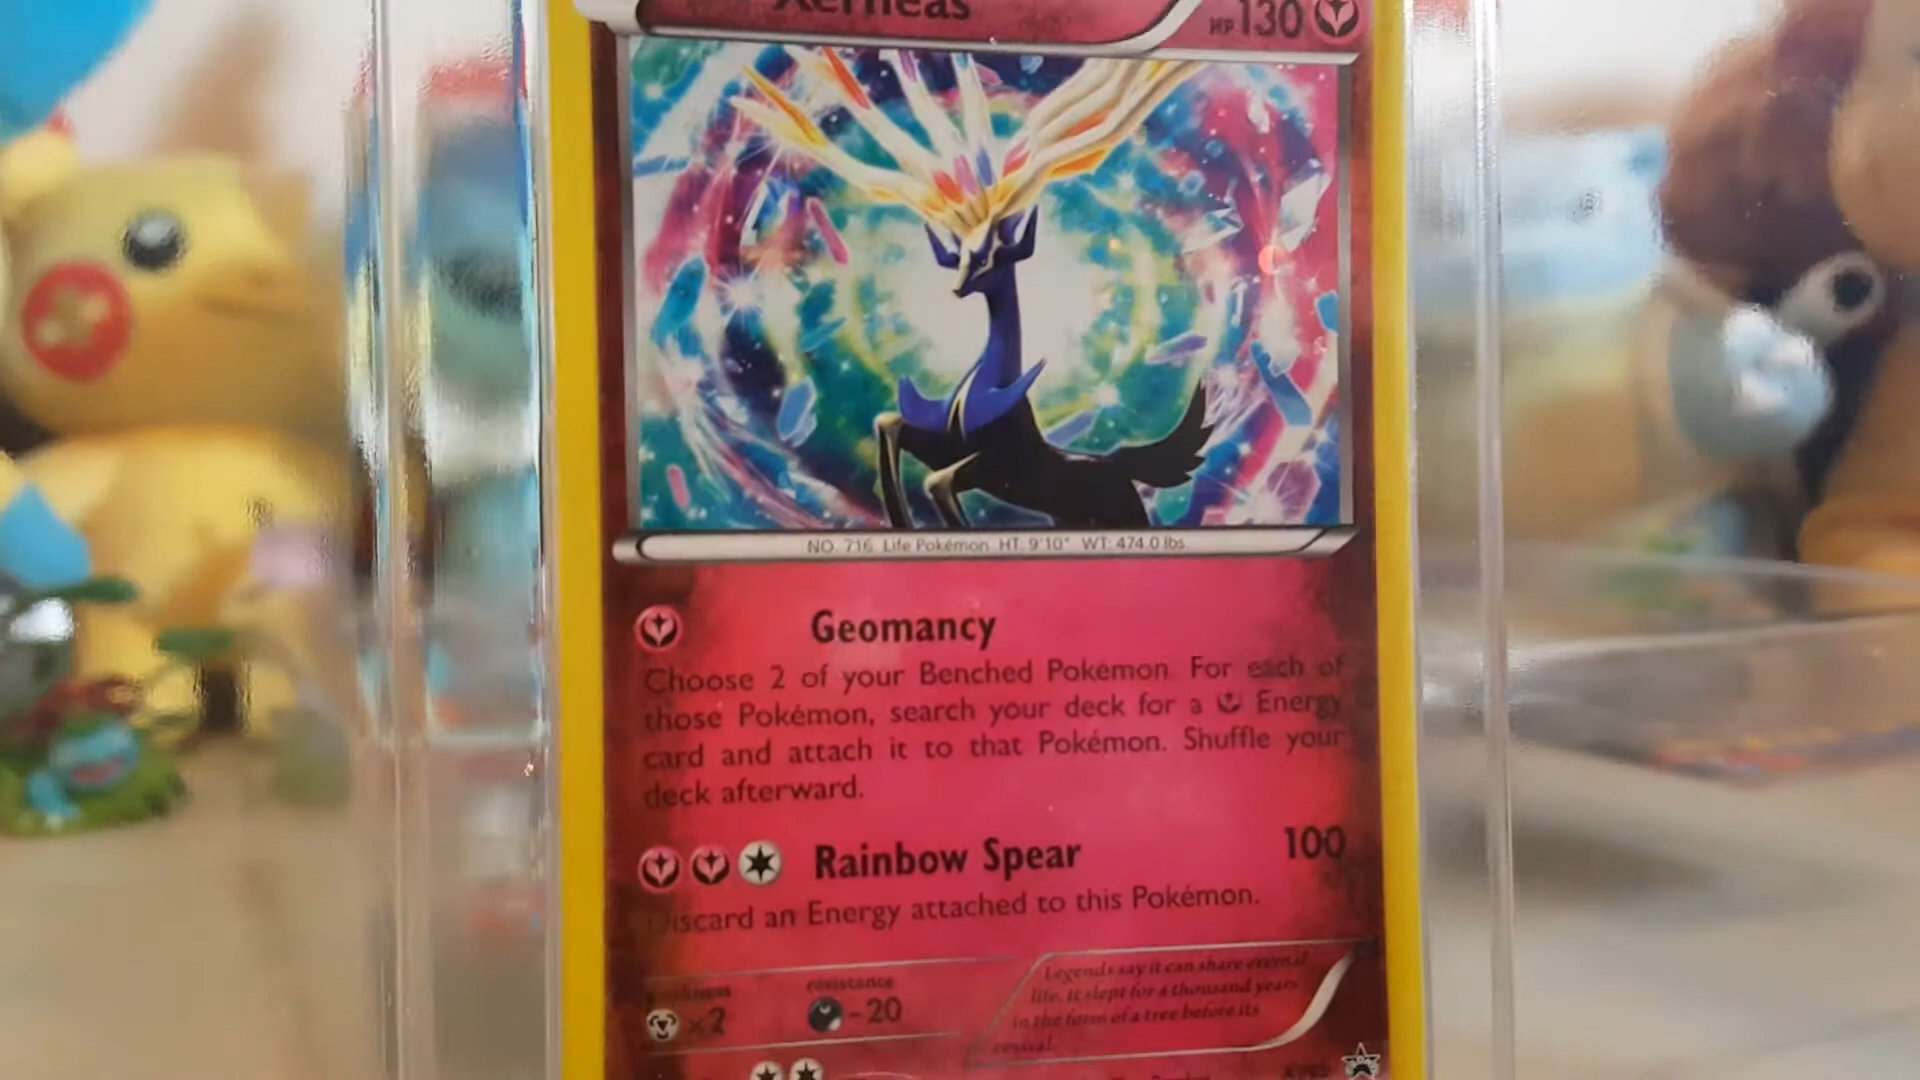 Xerneas HP 130
NO. 716 Life Pokémon HT: 9'10" WT: 474.0 lbs.
Geomancy
Choose 2 of your Benched Pokémon. For each of
those Pokémon, search your deck for a Energy
card and attach it to that Pokémon. Shuffle your
deck afterward.
Rainbow Spear 100
Discard an Energy attached to this Pokémon.
weakness resistance
×2 -20
Legends say it can share eternal
life. It slept for a thousand years
in the form of a tree before its
revival.